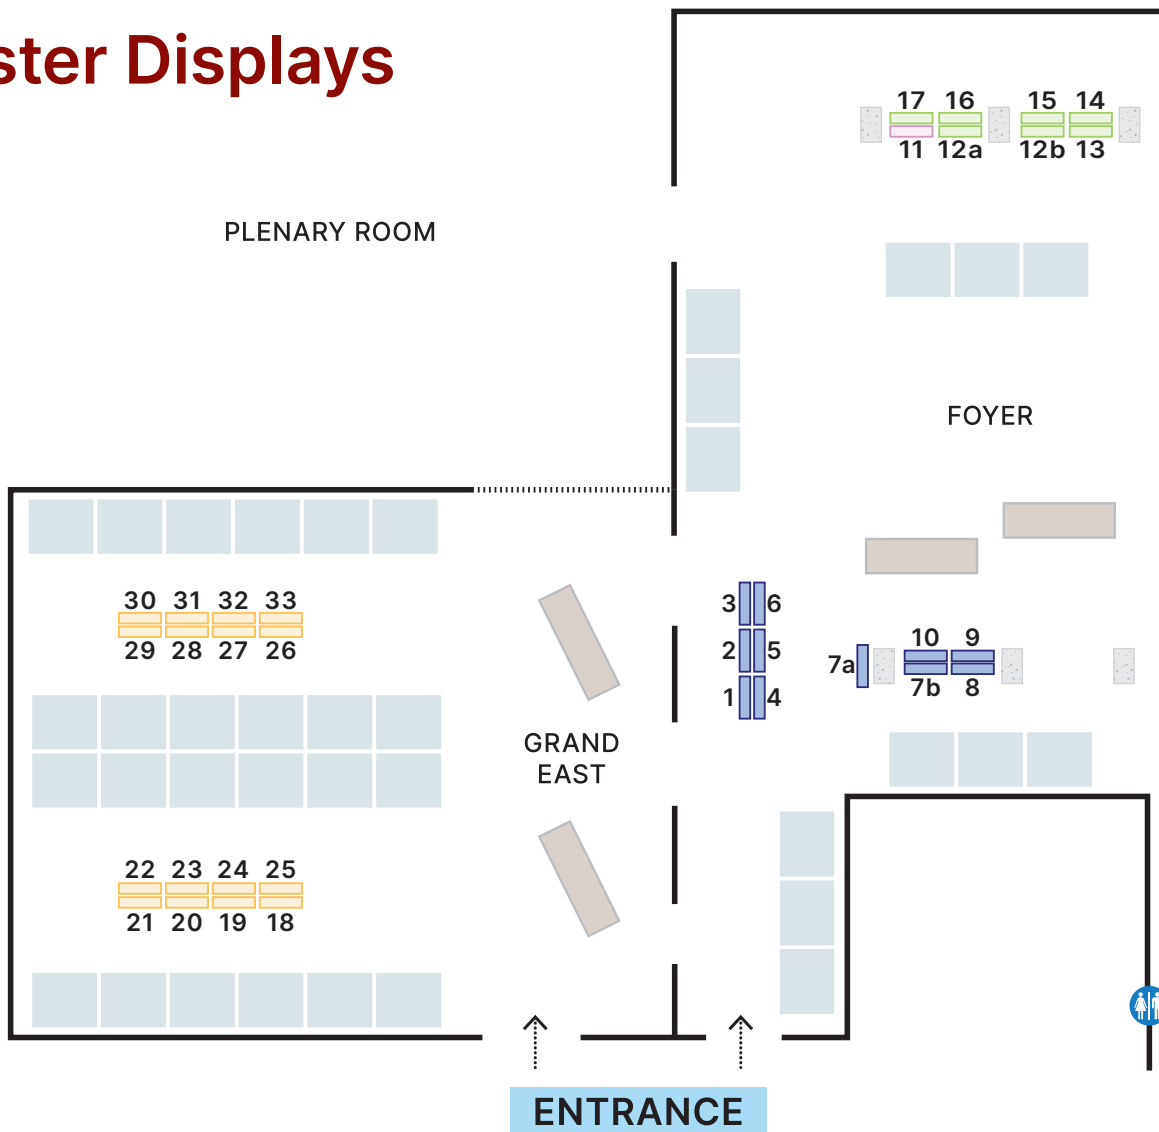 ster Displays
17 16 15 14
11 12a 12b 13
PLENARY ROOM
FOYER
30 31 32 33
29 28 27 26
3 6
2 5
1 4
10 9
7a
7b 8
GRAND
EAST
22 23 24 25
21 20 19 18
ENTRANCE